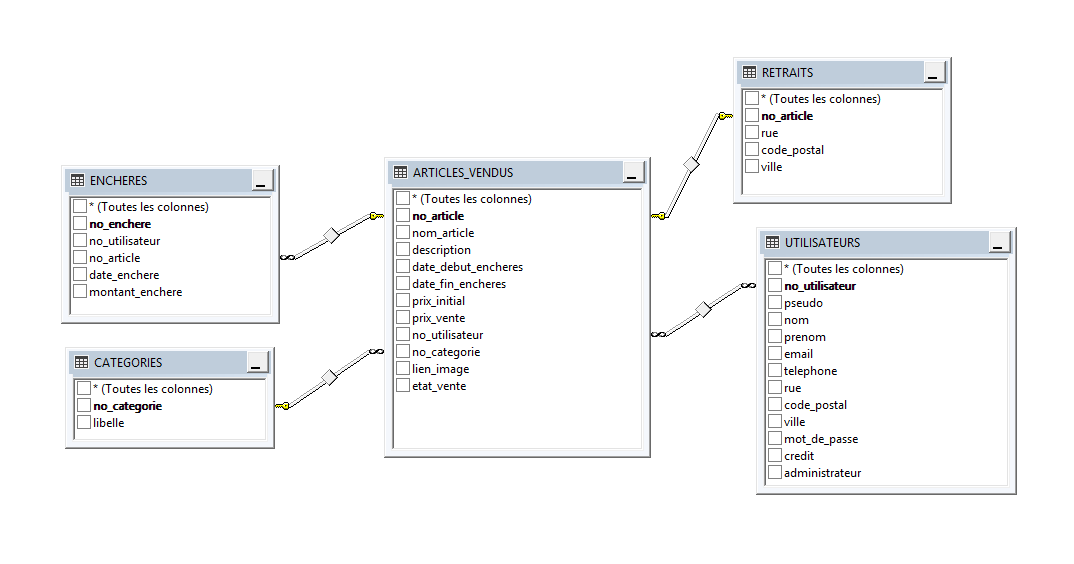 ENCHERES
* (Toutes les colonnes)
no_enchere
no_utilisateur
no_article
date_enchere
montant_enchere
CATEGORIES
* (Toutes les colonnes)
no_categorie
libelle
ARTICLES_VENDUS
* (Toutes les colonnes)
no_article
nom_article
description
date_debut_encheres
date_fin_encheres
prix_initial
prix_vente
no_utilisateur
no_categorie
lien_image
etat_vente
RETRAITS
* (Toutes les colonnes)
no_article
rue
code_postal
ville
UTILISATEURS
* (Toutes les colonnes)
no_utilisateur
pseudo
nom
prenom
email
telephone
rue
code_postal
ville
mot_de_passe
credit
administrateur